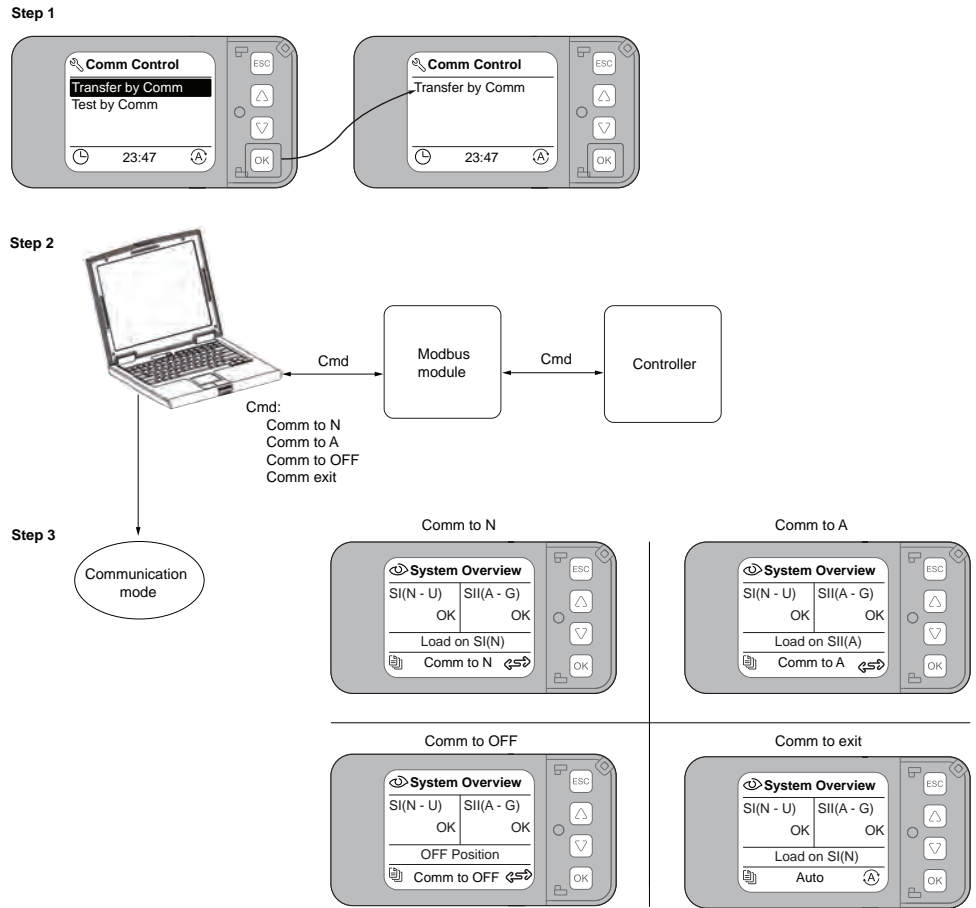 Step 1
Comm Control
Transfer by Comm
Test by Comm
23:47
A
ESC
OK
Comm Control
Transfer by Comm
23:47
A
ESC
OK
Step 2
Cmd
Modbus
module
Cmd
Controller
Cmd:
Comm to N
Comm to A
Comm to OFF
Comm exit
Step 3
Communication
mode
Comm to N
System Overview
SI(N - U) SII(A - G)
OK OK
Load on SI(N)
Comm to N
ESC
OK
Comm to A
System Overview
SI(N - U) SII(A - G)
OK OK
Load on SII(A)
Comm to A
ESC
OK
Comm to OFF
System Overview
SI(N - U) SII(A - G)
OK OK
OFF Position
Comm to OFF
ESC
OK
Comm to exit
System Overview
SI(N - U) SII(A - G)
OK OK
Load on SI(N)
Auto A
ESC
OK